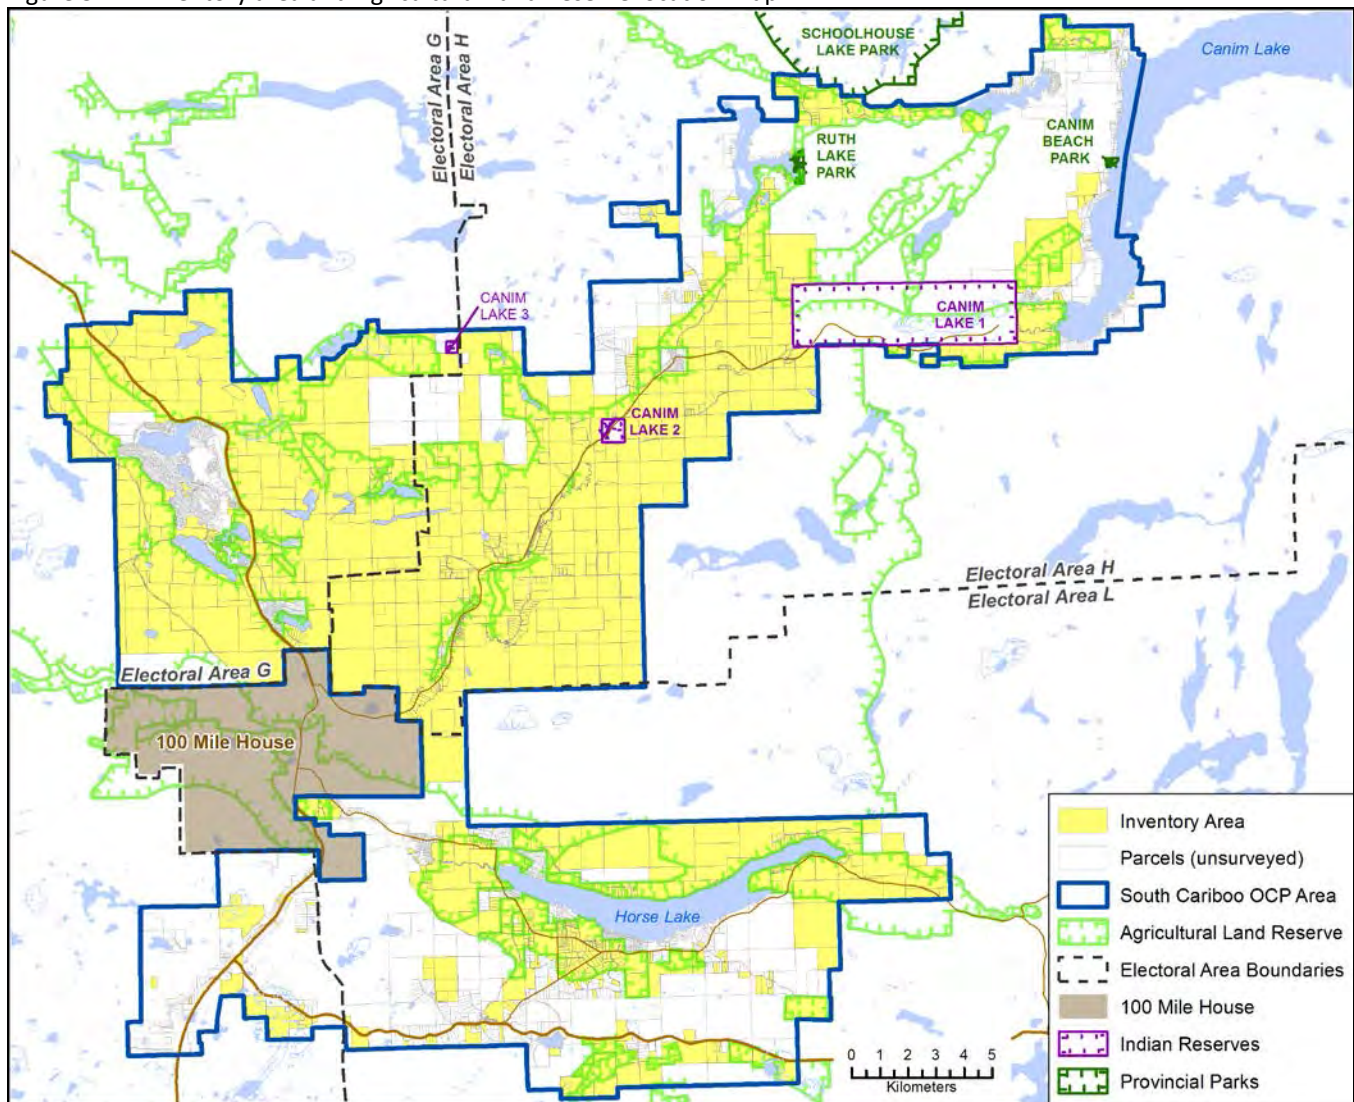 SCHOOLHOUSE
LAKE PARK
Canim Lake
Electoral Area G
Electoral Area H
RUTH
LAKE
PARK
CANIM
BEACH
PARK
CANIM
LAKE 3
CANIM
LAKE 1
CANIM
LAKE 2
Electoral Area H
Electoral Area L
Electoral Area G
100 Mile House
Horse Lake
Inventory Area
Parcels (unsurveyed)
South Cariboo OCP Area
Agricultural Land Reserve
Electoral Area Boundaries
100 Mile House
Indian Reserves
Provincial Parks
0 1 2 3 4 5
Kilometers